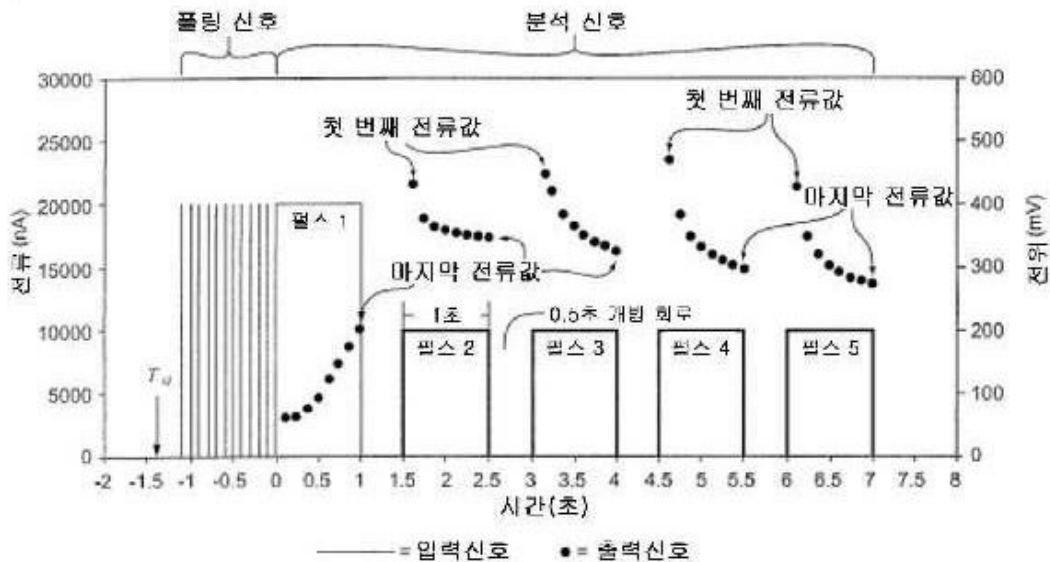 폴링 신호
분석 신호
30000
25000
20000
15000
10000
5000
0
전류 (nA)
600
500
400
300
200
100
0
전위 (mV)
첫 번째 전류값
첫 번째 전류값
마지막 전류값
마지막 전류값
펄스 1
1초
0.5초 개방 회로
펄스 2
펄스 3
펄스 4
펄스 5
-2 -1.5 -1 -0.5 0 0.5 1 1.5 2 2.5 3 3.5 4 4.5 5 5.5 6 6.5 7 7.5 8
시간(초)
= 입력신호 ● = 출력신호